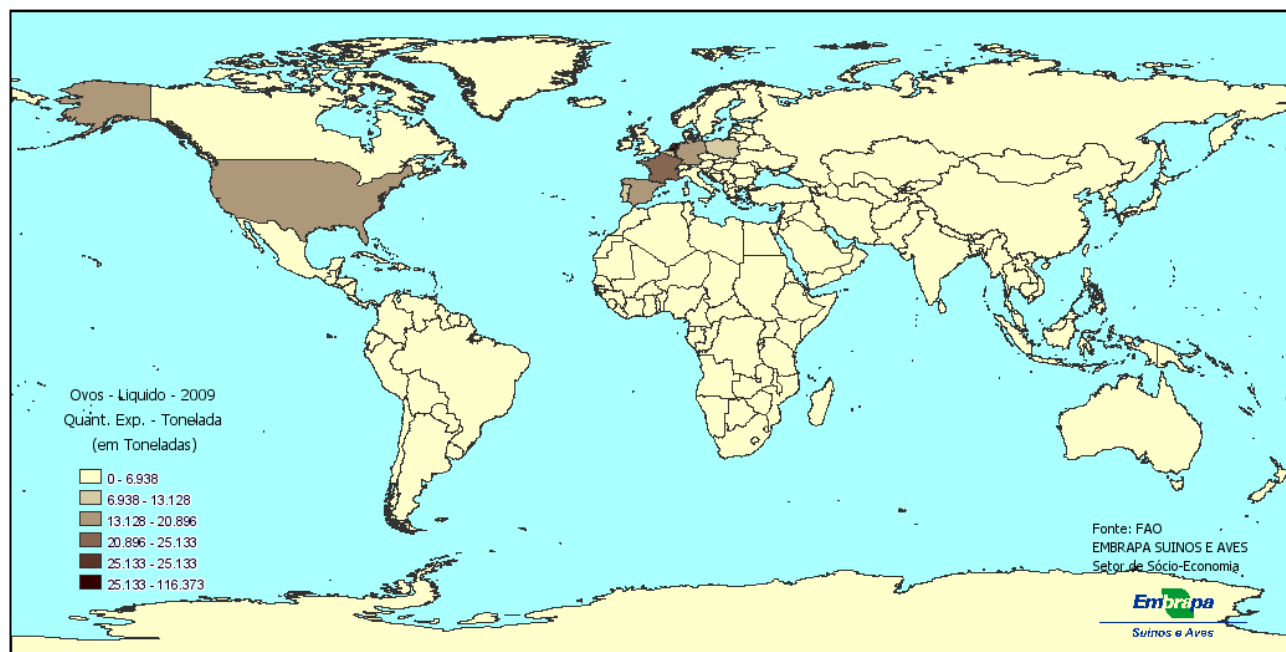 Ovos - Liquido - 2009
Quant. Exp. - Tonelada
(em Toneladas)
0 - 6.938
6.938 - 13.128
13.128 - 20.896
20.896 - 25.133
25.133 - 25.133
25.133 - 116.373
Fonte: FAO
EMBRAPA SUINOS E AVES
Setor de Sócio-Economia
Embrapa
Suínos e Aves